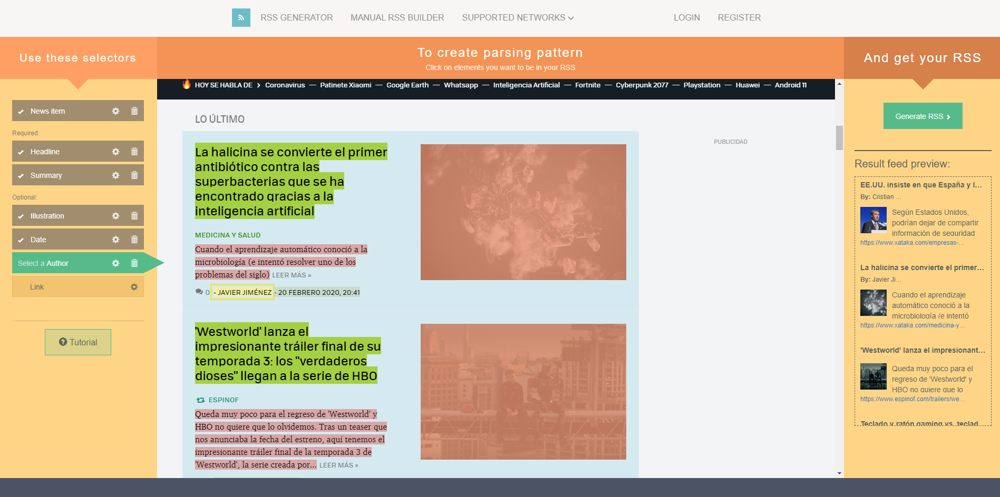 RSS GENERATOR
MANUAL RSS BUILDER
SUPPORTED NETWORKS
LOGIN
REGISTER
Use these selectors
To create parsing pattern
Click on elements you want to be in your RSS
And get your RSS
News item
Required:
Headline
Summary
Optional:
Illustration
Date
Select a Author
Link
Tutorial
HOY SE HABLA DE > Coronavirus — Patinete Xiaomi — Google Earth — Whatsapp — Inteligencia Artificial — Fortnite — Cyberpunk 2077 — Playstation — Huawei — Android 11
LO ÚLTIMO
La halicina se convierte el primer
antibiótico contra las
superbacterias que se ha
encontrado gracias a la
inteligencia artificial
MEDICINA Y SALUD
Cuando el aprendizaje automático conoció a la
microbiología (e intentó resolver uno de los
problemas del siglo) LEER MÁS »
0 - JAVIER JIMÉNEZ - 20 FEBRERO 2020, 20:41
'Westworld' lanza el
impresionante tráiler final de su
temporada 3: los "verdaderos
dioses" llegan a la serie de HBO
ESPINOF
Queda muy poco para el regreso de 'Westworld' y
HBO no quiere que lo olvidemos. Tras un teaser que
nos anunciaba la fecha del estreno, aquí tenemos el
impresionante tráiler final de la temporada 3 de
'Westworld', la serie creada por... LEER MÁS »
PUBLICIDAD
Generate RSS >
Result feed preview:
EE.UU. insiste en que España y l...
By: Cristian ...
Según Estados Unidos,
podrían dejar de compartir
información de seguridad
https://www.xataka.com/empresas-...
La halicina se convierte el primer...
By: Javier Ji...
Cuando el aprendizaje
automático conoció a la
microbiología (e intentó
https://www.xataka.com/medicina-y...
'Westworld' lanza el impresionant...
Queda muy poco para el
regreso de 'Westworld' y
HBO no quiere que lo
https://www.espinof.com/trailers/we...
Teclado y ratón gaming vs. teclad...